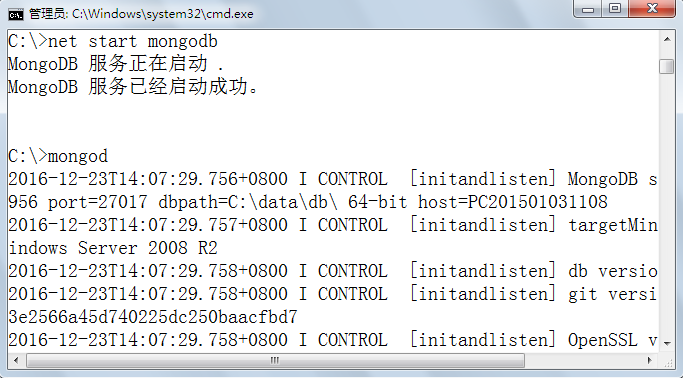 管理员: C:\Windows\system32\cmd.exe
C:\>net start mongodb
MongoDB 服务正在启动 .
MongoDB 服务已经启动成功。
C:\>mongod
2016-12-23T14:07:29.756+0800 I CONTROL  [initandlisten] MongoDB s
956 port=27017 dbpath=C:\data\db\ 64-bit host=PC201501031108
2016-12-23T14:07:29.757+0800 I CONTROL  [initandlisten] targetMin
indows Server 2008 R2
2016-12-23T14:07:29.758+0800 I CONTROL  [initandlisten] db versio
2016-12-23T14:07:29.758+0800 I CONTROL  [initandlisten] git versi
3e2566a45d740225dc250baacfbd7
2016-12-23T14:07:29.758+0800 I CONTROL  [initandlisten] OpenSSL v